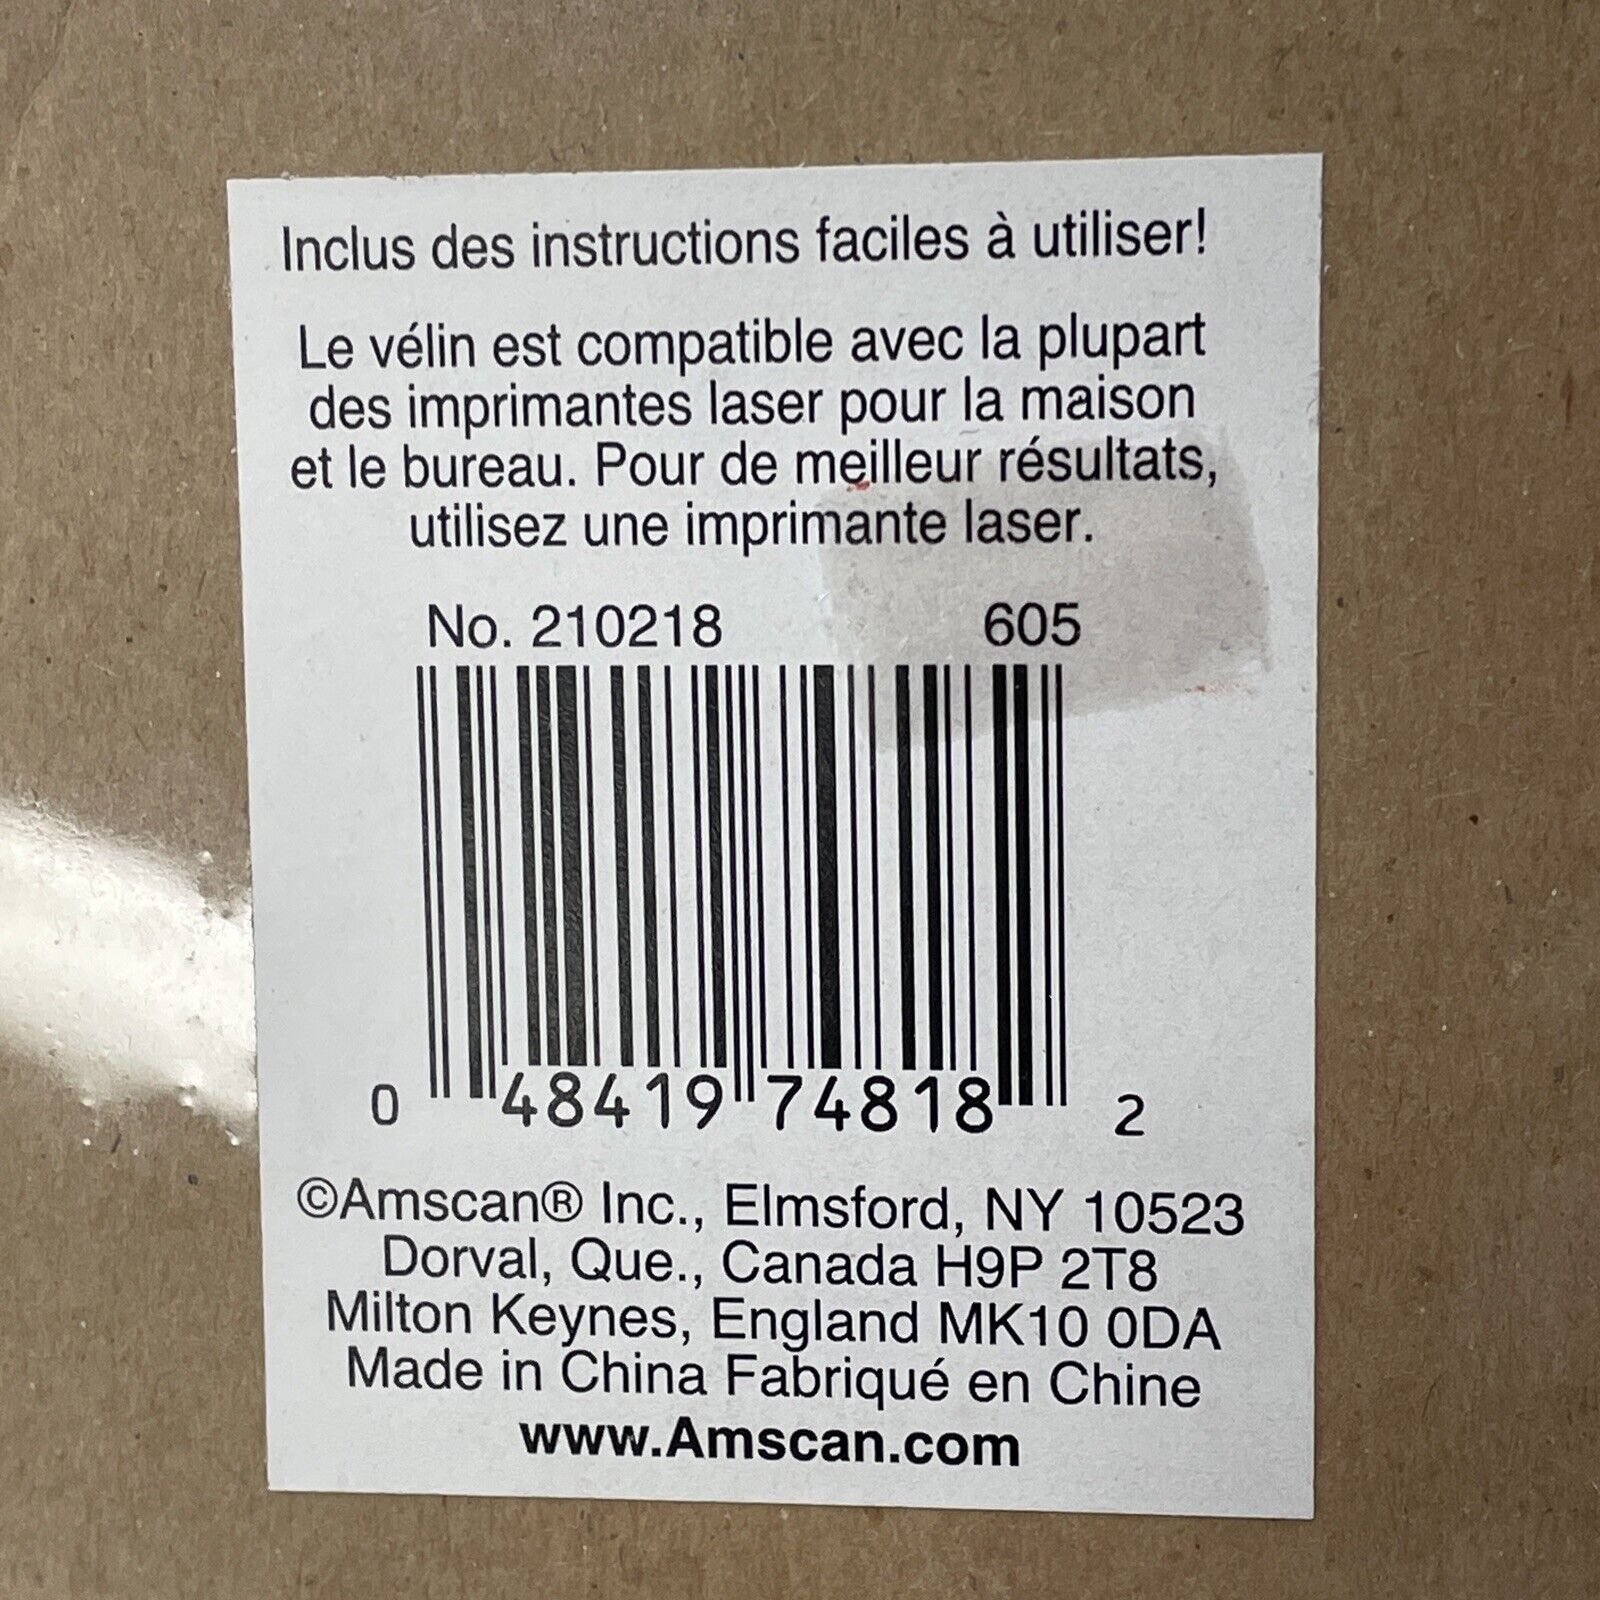 Inclus des instructions faciles à utiliser!
Le vélin est compatible avec la plupart
des imprimantes laser pour la maison
et le bureau. Pour de meilleur résultats,
utilisez une imprimante laser.
No. 210218 605
0 48419 74818 2
©Amscan® Inc., Elmsford, NY 10523
Dorval, Que., Canada H9P 2T8
Milton Keynes, England MK10 0DA
Made in China Fabriqué en Chine
www.Amscan.com